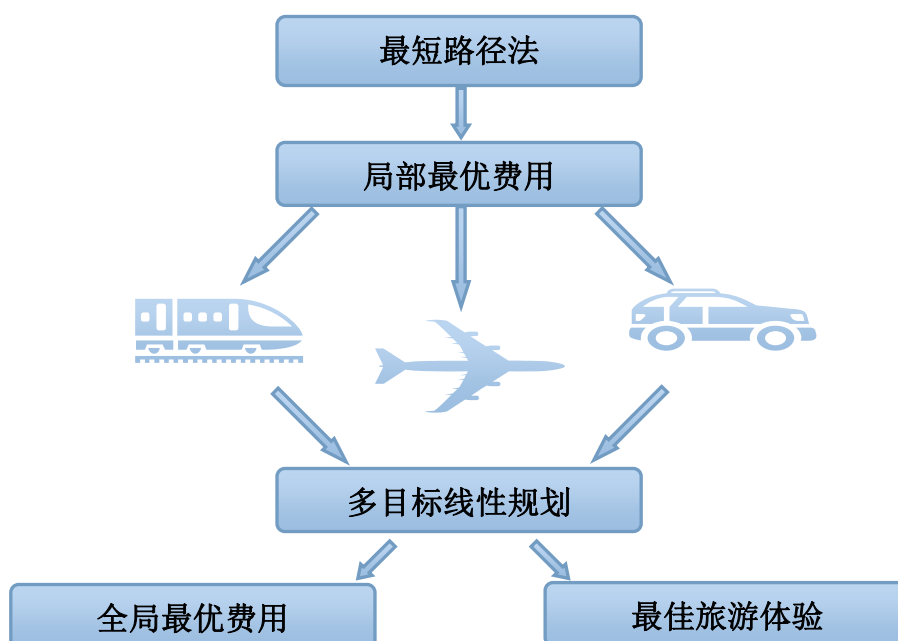 最短路径法
局部最优费用
多目标线性规划
全局最优费用
最佳旅游体验